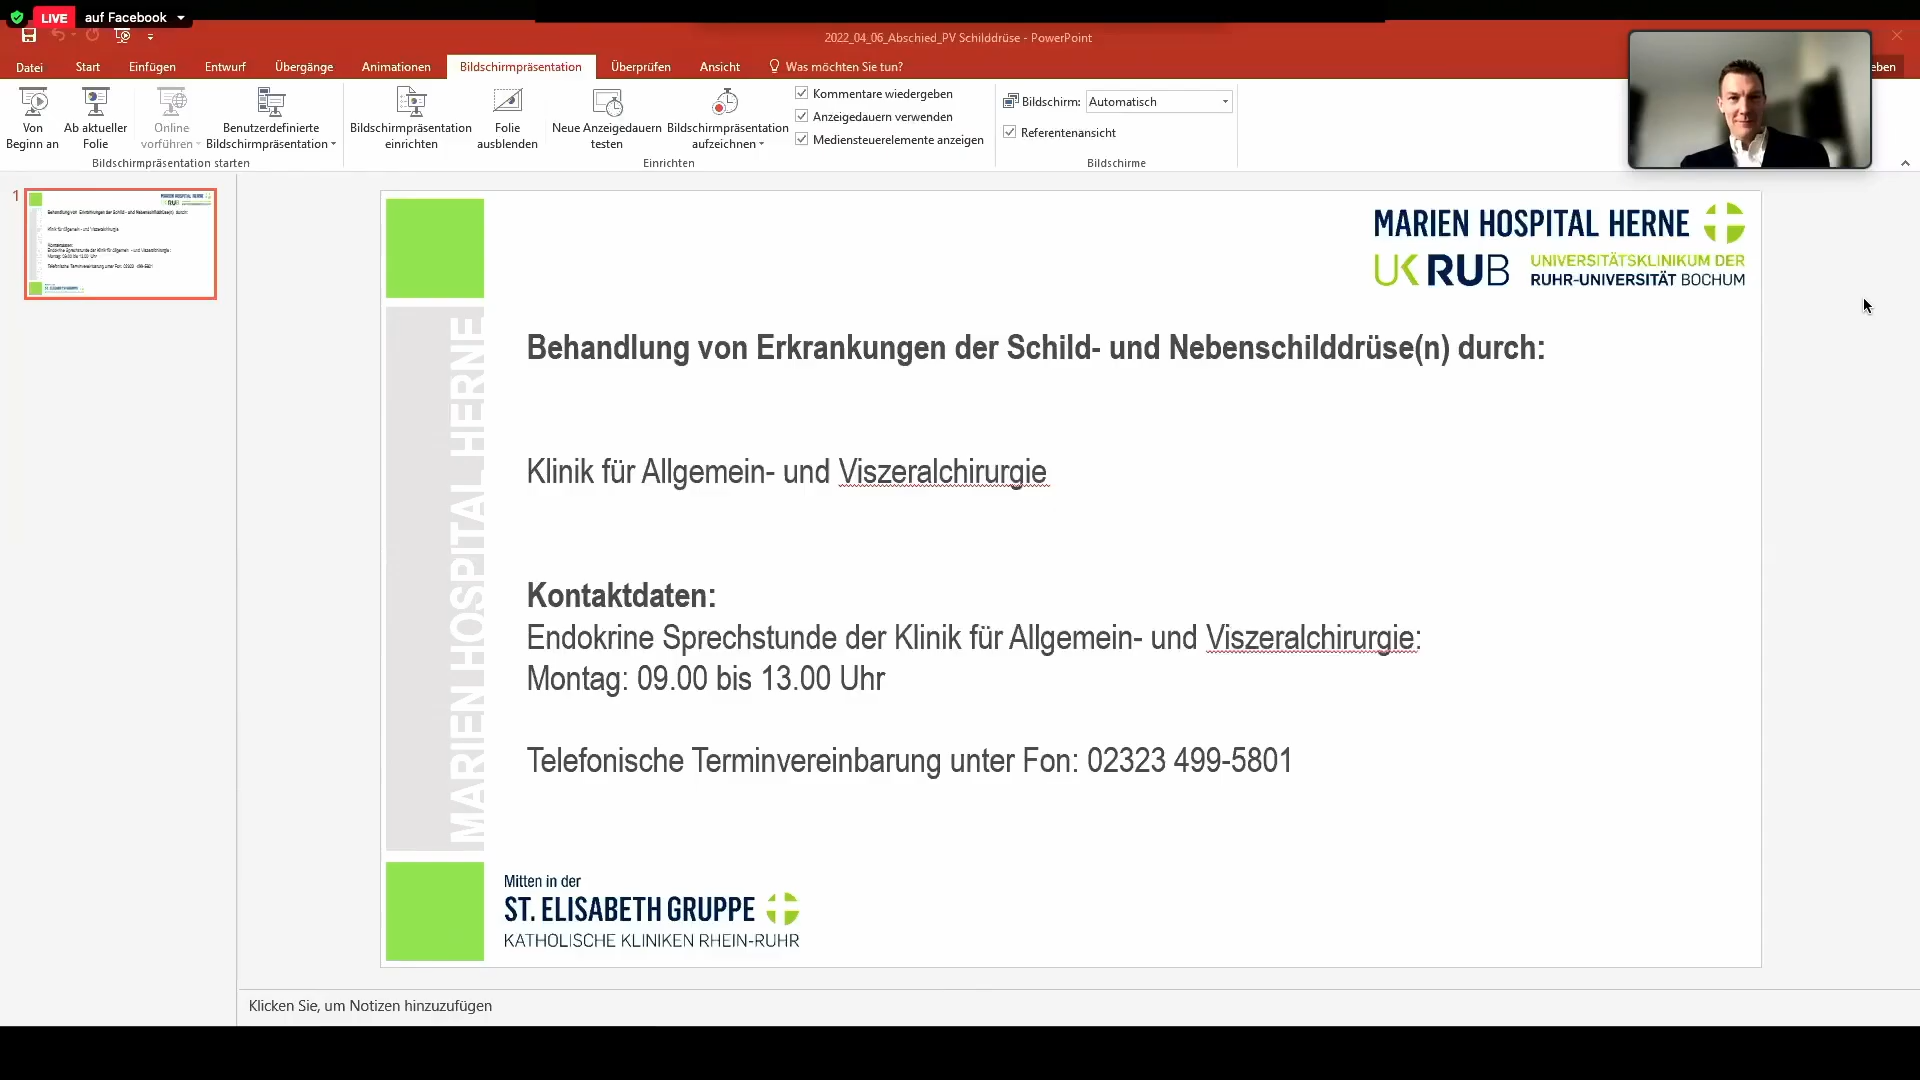 LIVE auf Facebook
2022_04_06_Abschied_PV Schilddrüse - PowerPoint
Datei Start Einfügen Entwurf Übergänge Animationen Bildschirmpräsentation Überprüfen Ansicht Was möchten Sie tun? eben
Von Beginn an
Ab aktueller Folie
Online vorführen
Benutzerdefinierte Bildschirmpräsentation
Bildschirmpräsentation starten
Bildschirmpräsentation einrichten
Folie ausblenden
Neue Anzeigedauern testen
Bildschirmpräsentation aufzeichnen
Kommentare wiedergeben
Anzeigedauern verwenden
Mediensteuerelemente anzeigen
Einrichten
Bildschirm: Automatisch
Referentenansicht
Bildschirme
1
MARIEN HOSPITAL HERNE
UK RUB
UNIVERSITÄTSKLINIKUM DER
RUHR-UNIVERSITÄT BOCHUM
MARIEN HOSPITAL HERNE
Behandlung von Erkrankungen der Schild- und Nebenschilddrüse(n) durch:
Klinik für Allgemein- und Viszeralchirurgie
Kontaktdaten:
Endokrine Sprechstunde der Klinik für Allgemein- und Viszeralchirurgie:
Montag: 09.00 bis 13.00 Uhr
Telefonische Terminvereinbarung unter Fon: 02323 499-5801
Mitten in der
ST. ELISABETH GRUPPE
KATHOLISCHE KLINIKEN RHEIN-RUHR
Klicken Sie, um Notizen hinzuzufügen